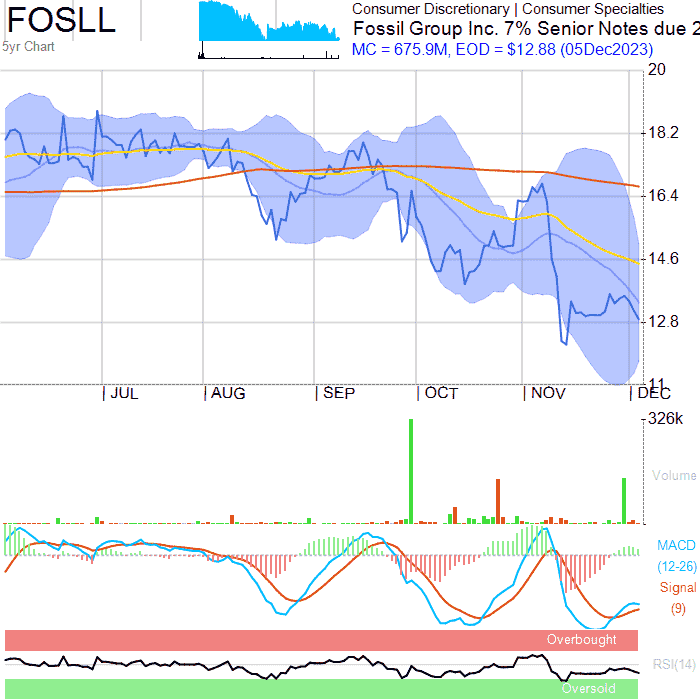 FOSLL
5yr Chart
Consumer Discretionary | Consumer Specialties
Fossil Group Inc. 7% Senior Notes due 2
MC = 675.9M, EOD = $12.88 (05Dec2023)
20
18.2
16.4
14.6
12.8
11
| JUL
| AUG
| SEP
| OCT
| NOV
| DEC
326k
Volume
MACD
(12-26)
Signal
(9)
Overbought
RSI(14)
Oversold